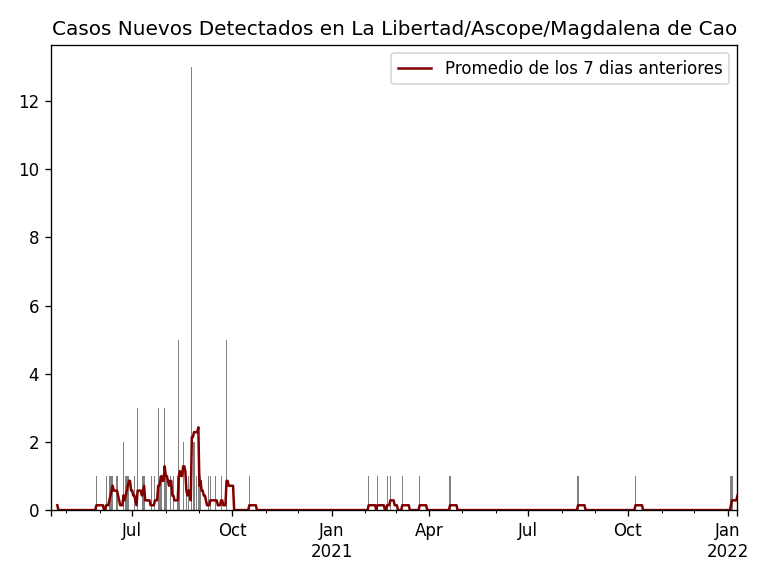 Casos Nuevos Detectados en La Libertad/Ascope/Magdalena de Cao
Promedio de los 7 dias anteriores
12
10
8
6
4
2
0
Jul Oct Jan Apr Jul Oct Jan
2021 2022